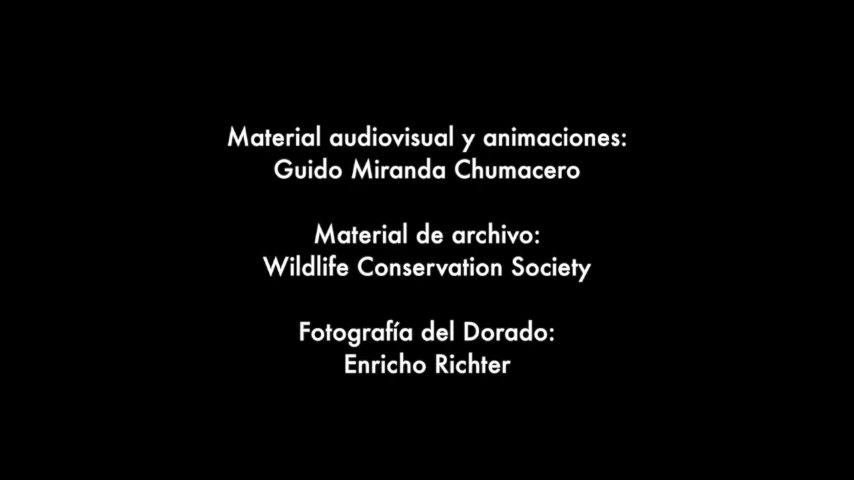 Material audiovisual y animaciones:
Guido Miranda Chumacero
Material de archivo:
Wildlife Conservation Society
Fotografía del Dorado:
Enricho Richter